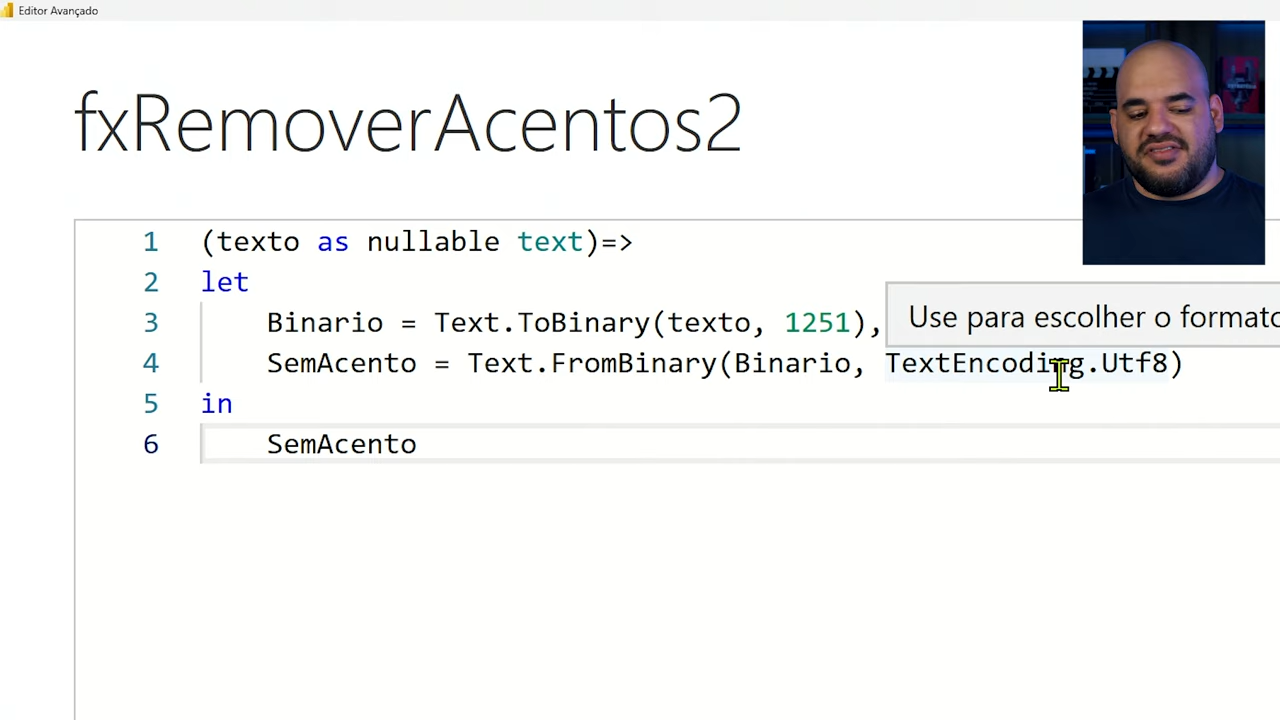 Editor Avançado
fxRemoverAcentos2
1 (texto as nullable text)=>
2 let
Use para escolher o formato
3 Binario = Text.ToBinary(texto, 1251),
4 SemAcento = Text.FromBinary(Binario, TextEncoding.Utf8)
5 in
6 SemAcento